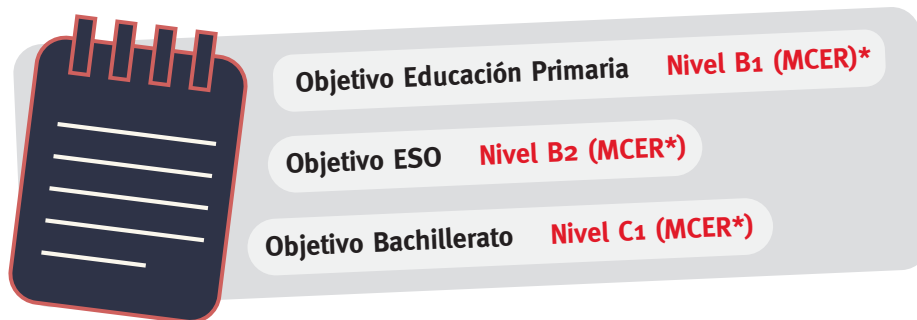 Objetivo Educación Primaria Nivel B1 (MCER)*
Objetivo ESO Nivel B2 (MCER*)
Objetivo Bachillerato Nivel C1 (MCER*)